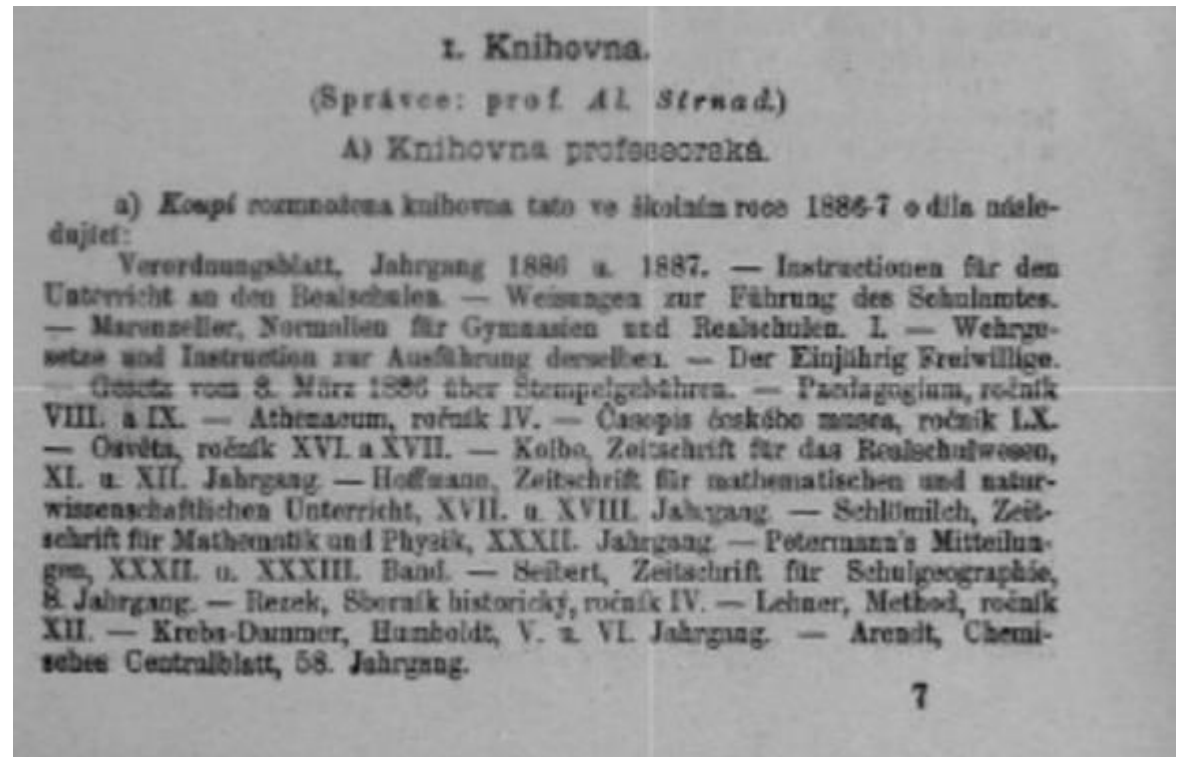 1. Knihovna.
(Správce: prof. Al. Strnad.)
A) Knihovna professorská.
a) Koupí rozmnožena knihovna tato ve školním roce 1886-7 o díla násle-
dující:
Verordnungsblatt, Jahrgang 1886 u. 1887. — Instructionen für den
Unterricht an den Realschulen. — Weisungen zur Führung des Schulamtes.
— Marenzeller, Normalien für Gymnasien und Realschulen. I. — Wehrge-
setze und Instruction zur Ausführung derselben. — Der Einjährig Freiwillige.
— Gesetz vom 8. März 1886 über Stempelgebühren. — Paedagogium, ročník
VIII. a IX. — Athenaeum, ročník IV. — Časopis českého musea, ročník LX.
— Osvěta, ročník XVI. a XVII. — Kolbe, Zeitschrift für das Realschulwesen,
XI. u. XII. Jahrgang. — Hoffmann, Zeitschrift für mathematischen und natur-
wissenschaftlichen Unterricht, XVII. u. XVIII. Jahrgang. — Schlömilch, Zeit-
schrift für Mathematik und Physik, XXXII. Jahrgang. — Petermann's Mitteilun-
gen, XXXII. u. XXXIII. Band. — Seibert, Zeitschrift für Schulgeographie,
8. Jahrgang. — Rezek, Sborník historický, ročník IV. — Lehner, Method, ročník
XII. — Krebs-Dammer, Humboldt, V. u. VI. Jahrgang. — Arendt, Chemi-
sches Centralblatt, 58. Jahrgang.
7